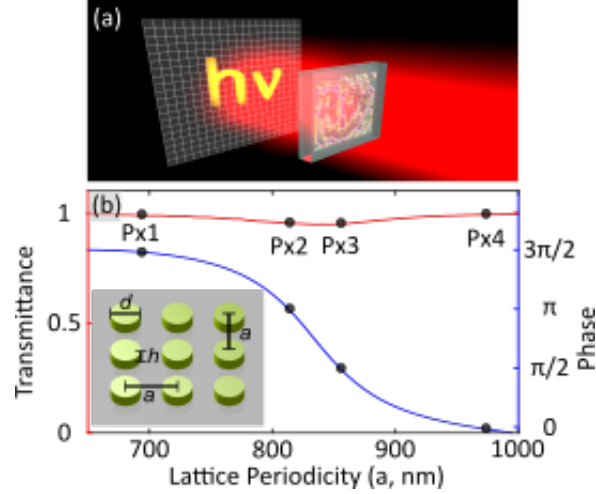 (a)
hν
(b)
1
Px1
Px2
Px3
Px4
3π/2
π
π/2
0
0.5
0
Transmittance
Phase
d
a
h
a
700
800
900
1000
Lattice Periodicity (a, nm)